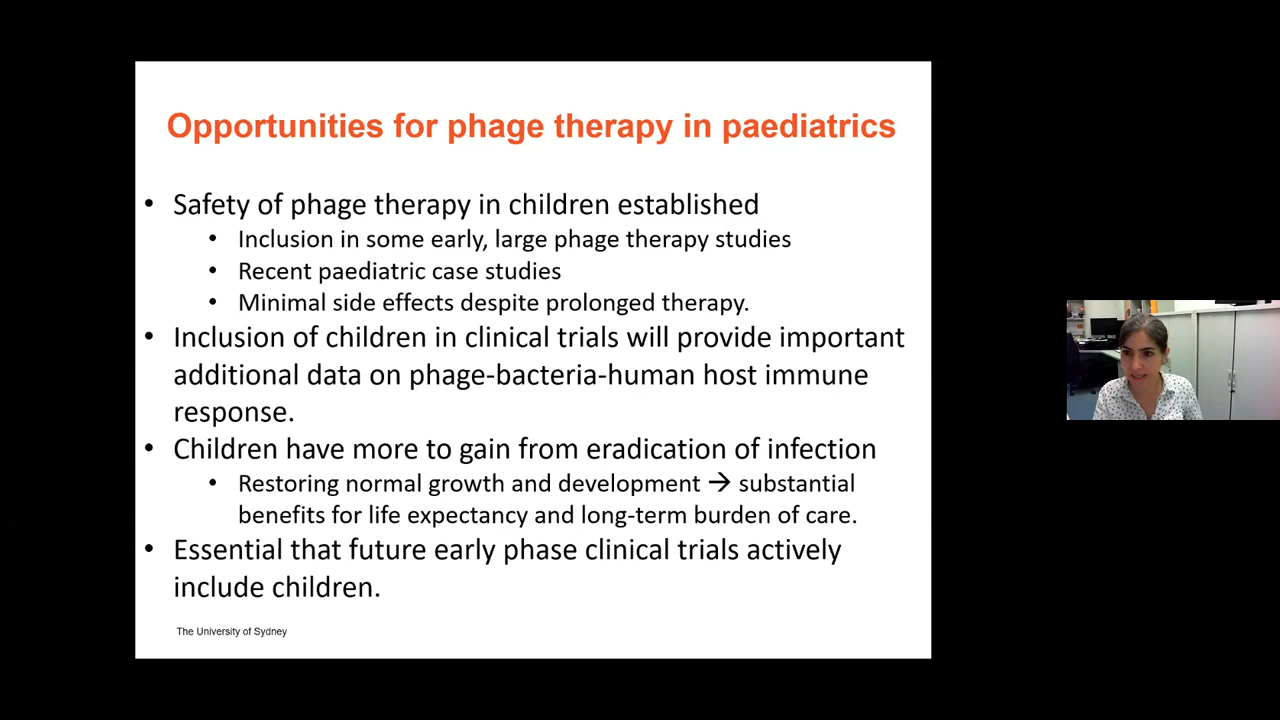 Opportunities for phage therapy in paediatrics
• Safety of phage therapy in children established
• Inclusion in some early, large phage therapy studies
• Recent paediatric case studies
• Minimal side effects despite prolonged therapy.
• Inclusion of children in clinical trials will provide important
additional data on phage-bacteria-human host immune
response.
• Children have more to gain from eradication of infection
• Restoring normal growth and development → substantial
benefits for life expectancy and long-term burden of care.
• Essential that future early phase clinical trials actively
include children.
The University of Sydney